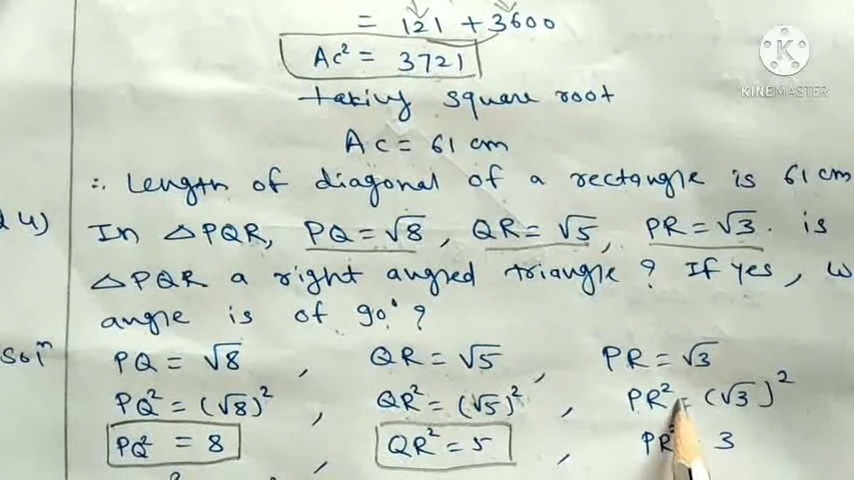 = 121 + 3600
AC² = 3721
KINEMASTER
taking square root
AC = 61 cm
∴ Length of diagonal of a rectangle is 61 cm
Q4) In △PQR, PQ = √8, QR = √5, PR = √3. is
△PQR a right angled triangle? If yes, w
angle is of 90°?
Solⁿ PQ = √8 , QR = √5 , PR = √3
PQ² = (√8)² , QR² = (√5)² , PR² = (√3)²
PQ² = 8 , QR² = 5 , PR² 3